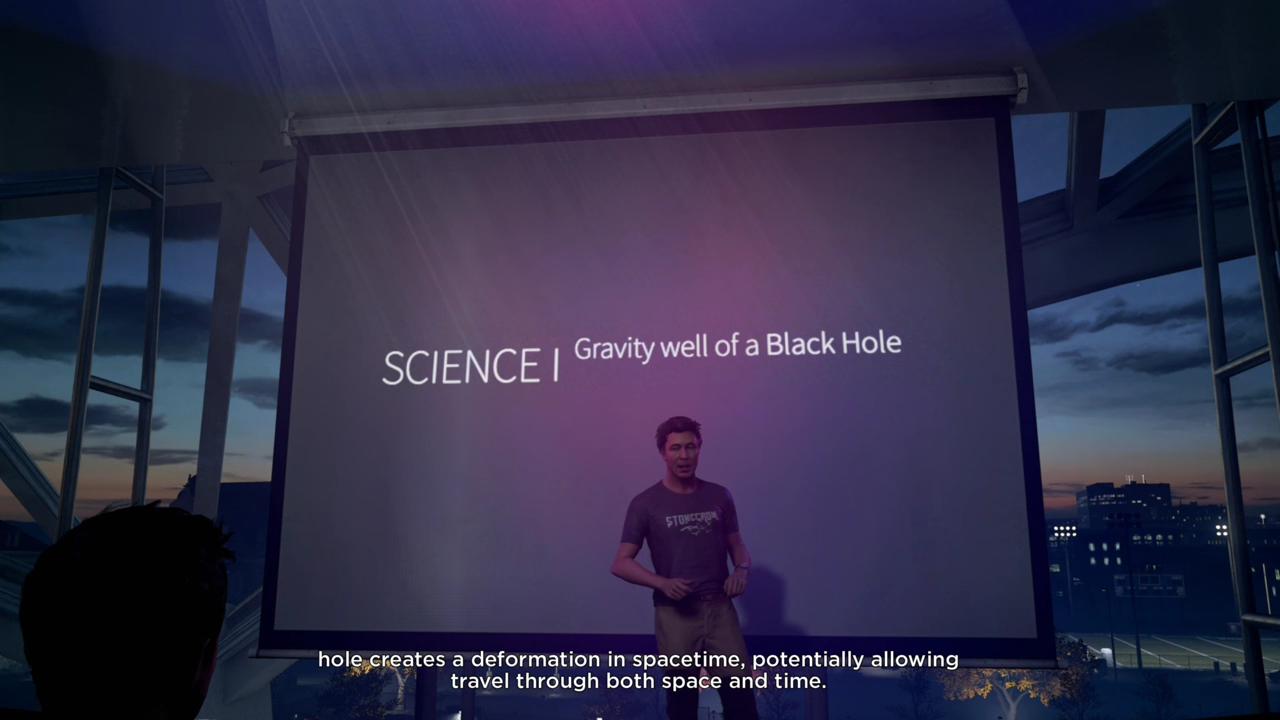 SCIENCE | Gravity well of a Black Hole
STONECROW
hole creates a deformation in spacetime, potentially allowing
travel through both space and time.